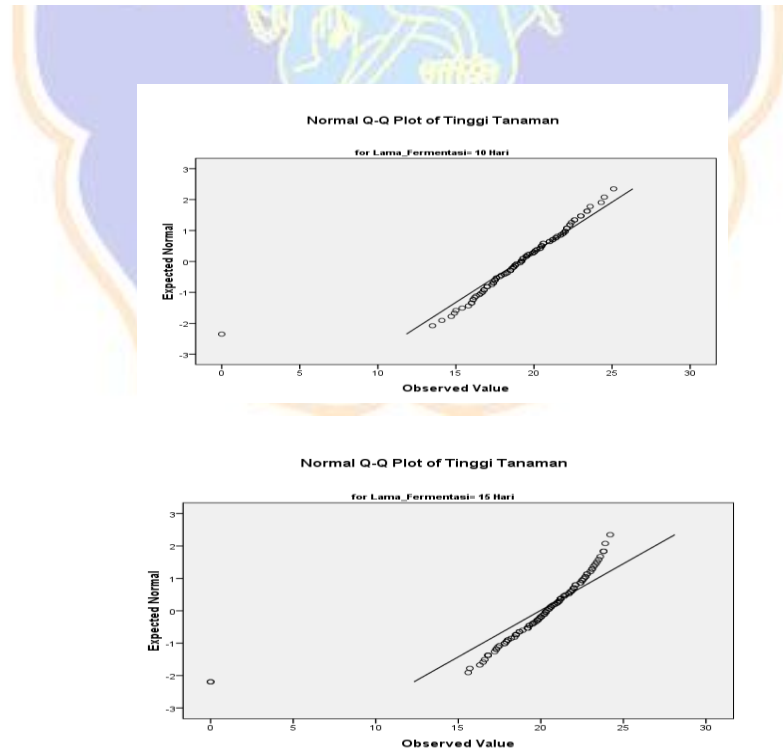 Normal Q-Q Plot of Tinggi Tanaman
for Lama_Fermentasi= 10 Hari
3
2
1
0
-1
-2
-3
Expected Normal
0 5 10 15 20 25 30
Observed Value
Normal Q-Q Plot of Tinggi Tanaman
for Lama_Fermentasi= 15 Hari
3
2
1
0
-1
-2
-3
Expected Normal
0 5 10 15 20 25 30
Observed Value